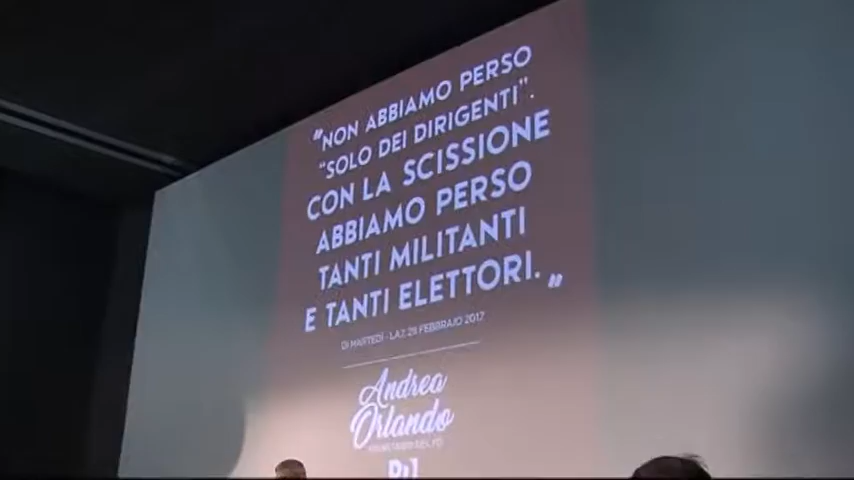 "NON ABBIAMO PERSO
"SOLO DEI DIRIGENTI".
CON LA SCISSIONE
ABBIAMO PERSO
TANTI MILITANTI
E TANTI ELETTORI."
DI MARTEDÌ - LA7, 28 FEBBRAIO 2017
Andrea
Orlando